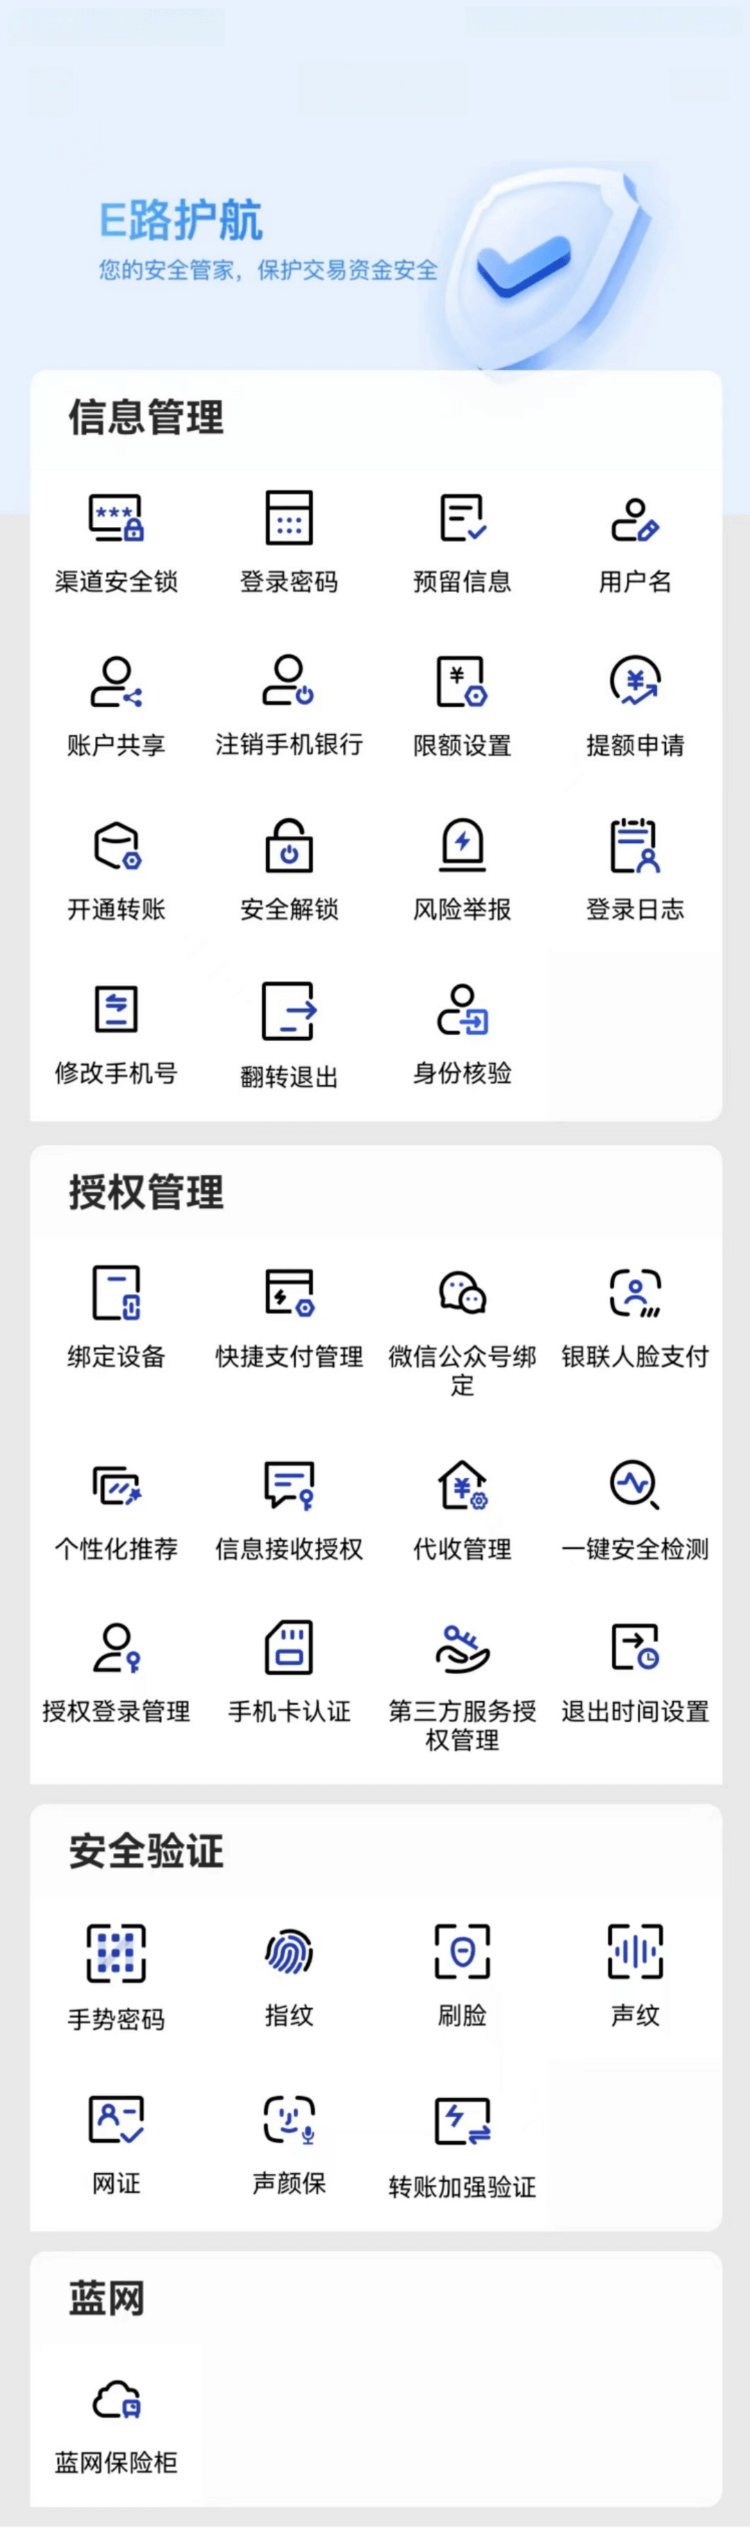 E路护航
您的安全管家，保护交易资金安全
信息管理
渠道安全锁 登录密码 预留信息 用户名
账户共享 注销手机银行 限额设置 提额申请
开通转账 安全解锁 风险举报 登录日志
修改手机号 翻转退出 身份核验
授权管理
绑定设备 快捷支付管理 微信公众号绑 银联人脸支付
定
个性化推荐 信息接收授权 代收管理 一键安全检测
授权登录管理 手机卡认证 第三方服务授 退出时间设置
权管理
安全验证
手势密码 指纹 刷脸 声纹
网证 声颜保 转账加强验证
蓝网
蓝网保险柜